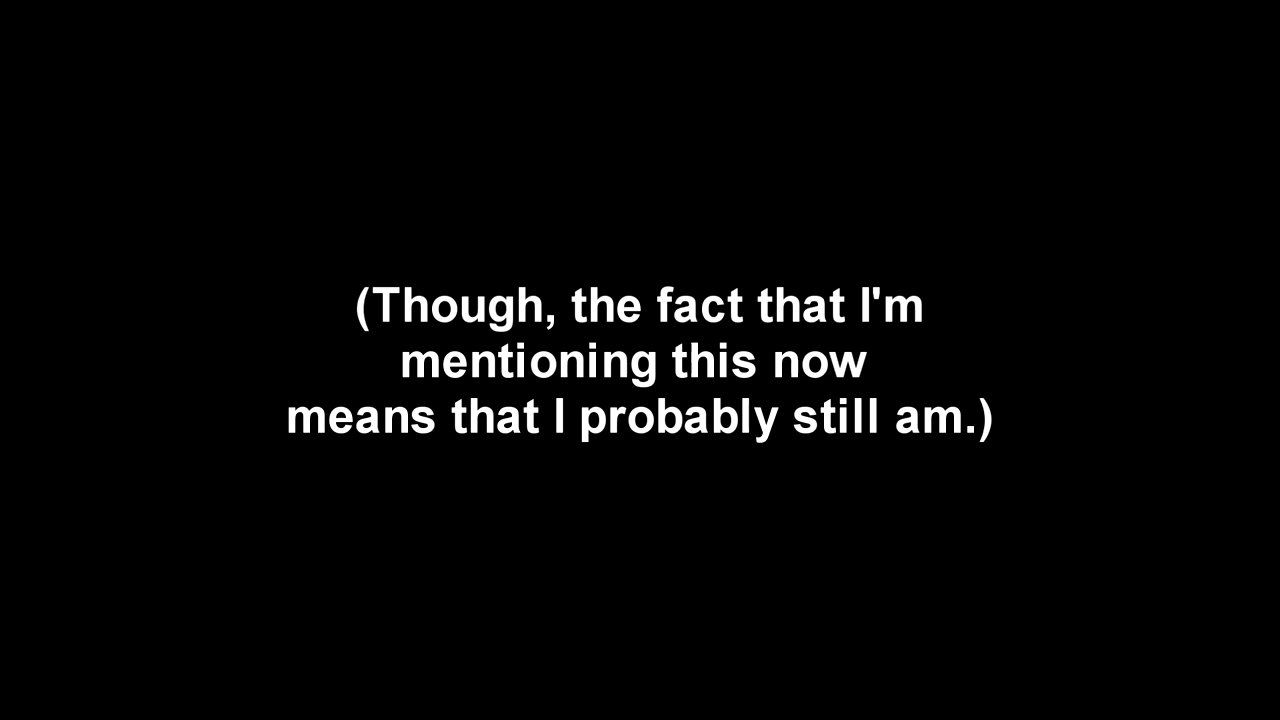 (Though, the fact that I'm
mentioning this now
means that I probably still am.)